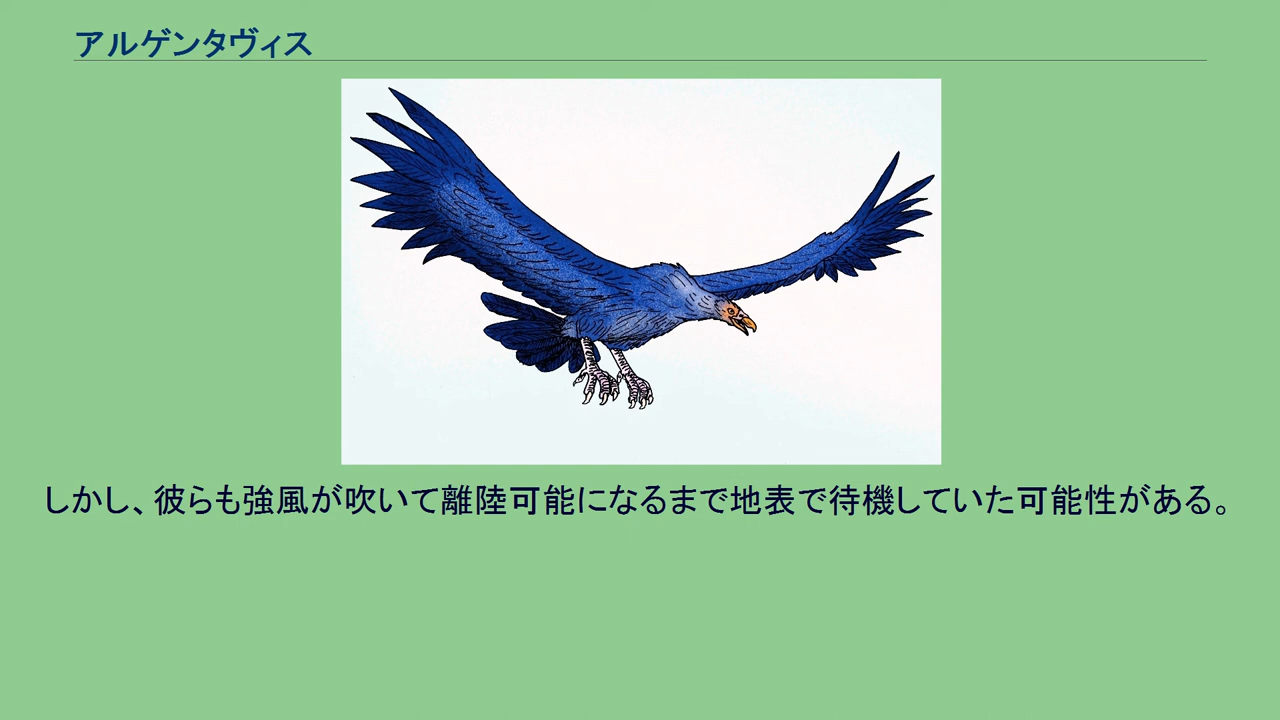 アルゲンタヴィス
しかし、彼らも強風が吹いて離陸可能になるまで地表で待機していた可能性がある。